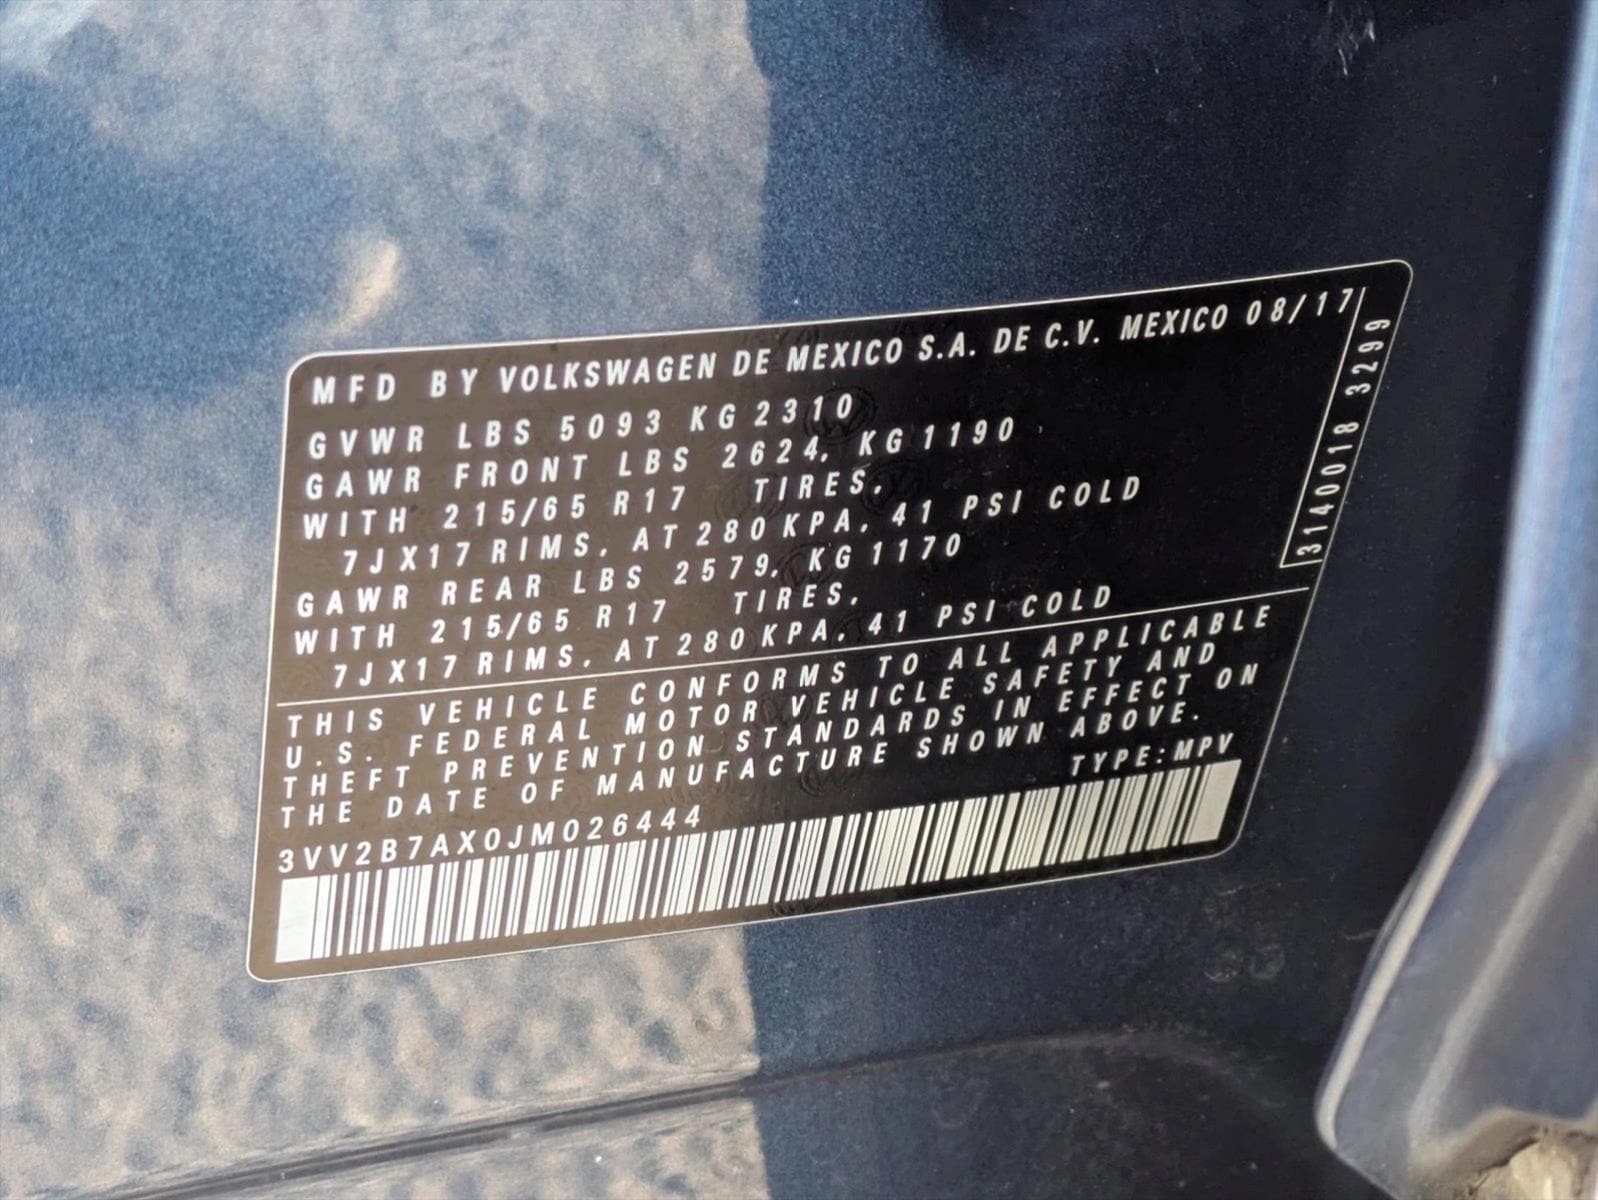 MFD BY VOLKSWAGEN DE MEXICO S.A. DE C.V. MEXICO 08/17
GVWR LBS 5093 KG 2310
GAWR FRONT LBS 2624, KG 1190
WITH 215/65 R17 TIRES,
7JX17 RIMS, AT 280 KPA, 41 PSI COLD
GAWR REAR LBS 2579, KG 1170
WITH 215/65 R17 TIRES,
7JX17 RIMS, AT 280 KPA, 41 PSI COLD
THIS VEHICLE CONFORMS TO ALL APPLICABLE
U.S. FEDERAL MOTOR VEHICLE SAFETY AND
THEFT PREVENTION STANDARDS IN EFFECT ON
THE DATE OF MANUFACTURE SHOWN ABOVE.
TYPE: MPV
3VV2B7AX0JM026444
3140018 3299